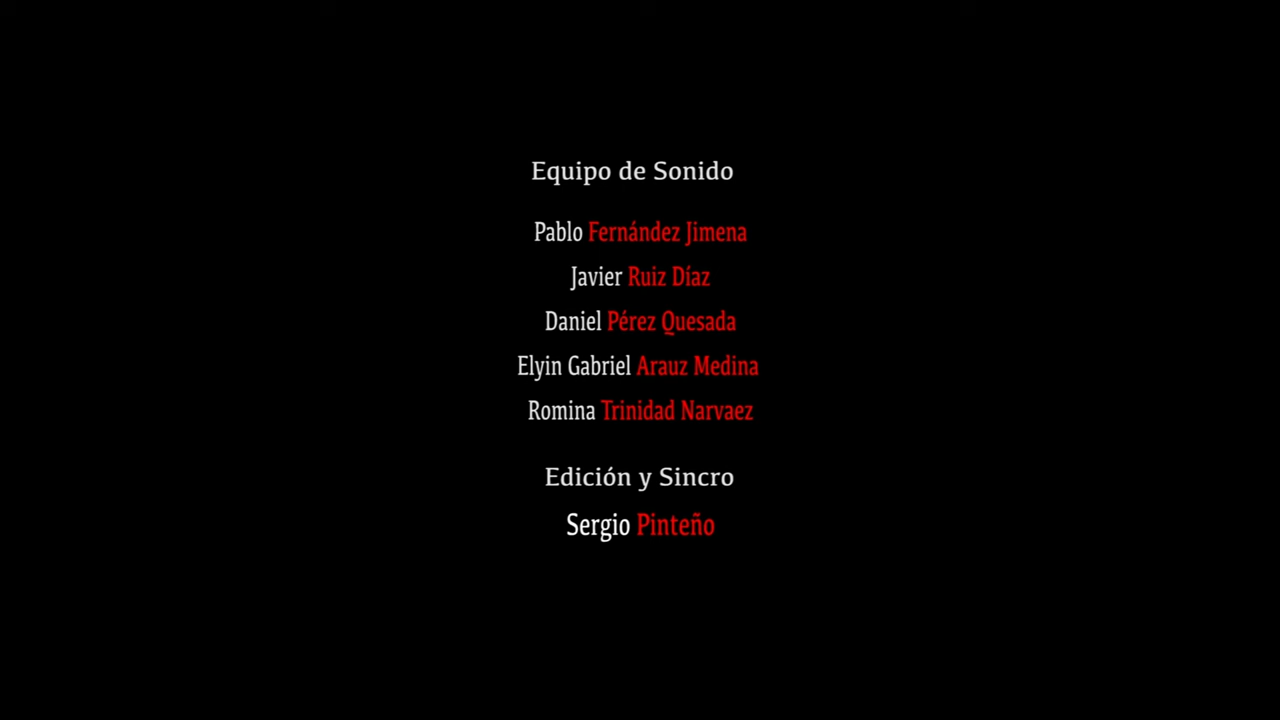 Equipo de Sonido
Pablo Fernández Jimena
Javier Ruiz Díaz
Daniel Pérez Quesada
Elyin Gabriel Arauz Medina
Romina Trinidad Narvaez
Edición y Sincro
Sergio Pinteño